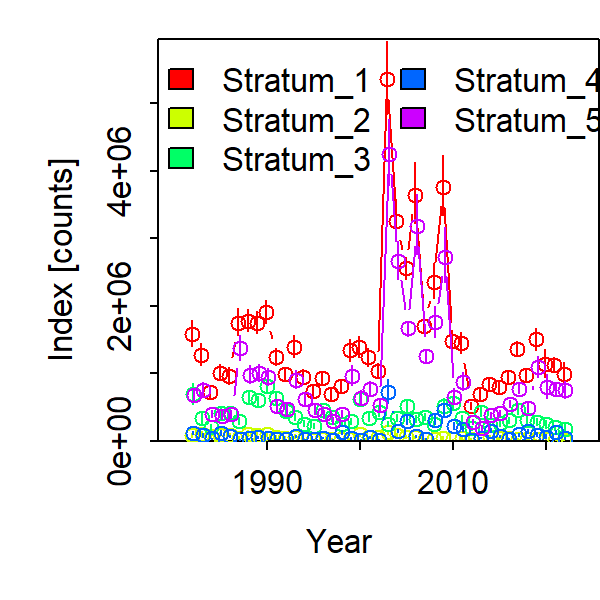 Stratum_1
Stratum_2
Stratum_3
Stratum_4
Stratum_5
Index [counts]
0e+00
2e+06
4e+06
1990
2010
Year